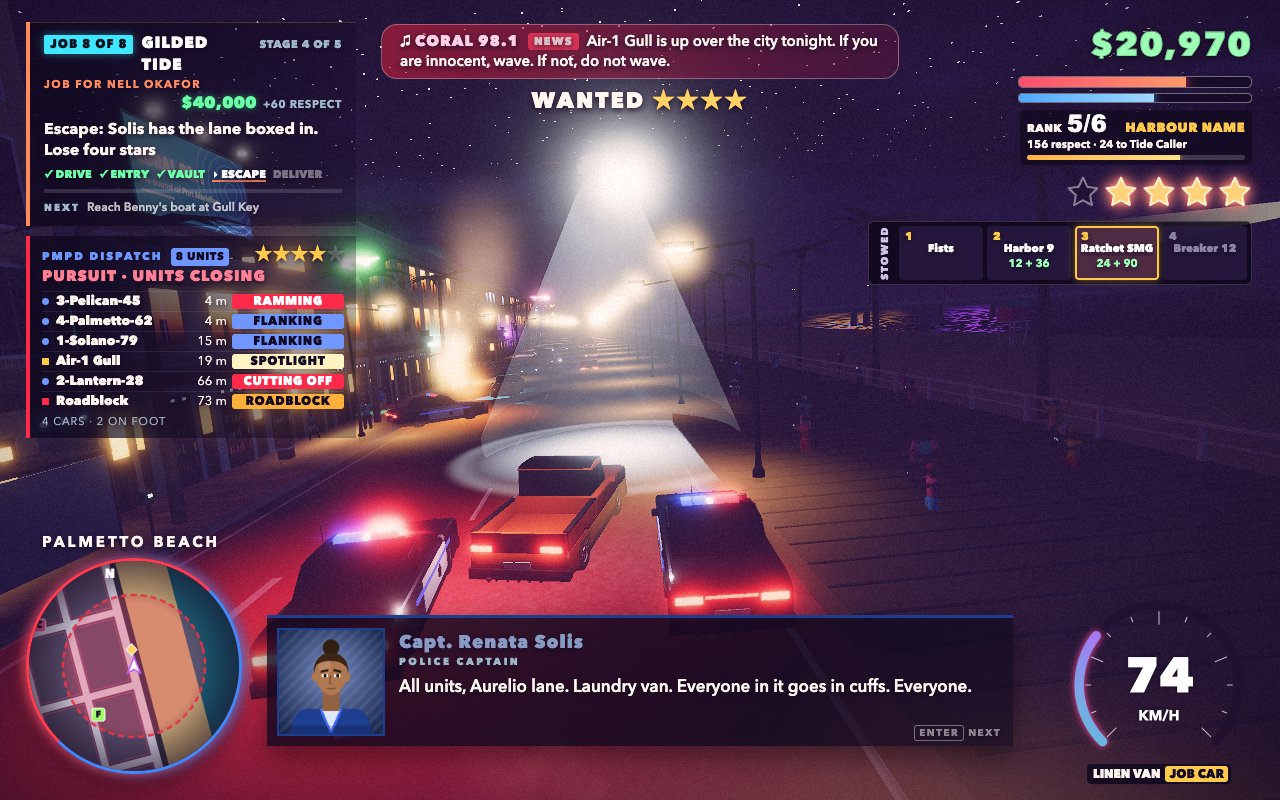 JOB 8 OF 8 GILDED TIDE STAGE 4 OF 5
JOB FOR NELL OKAFOR
$40,000 +60 RESPECT
Escape: Solis has the lane boxed in.
Lose four stars
✓DRIVE ✓ENTRY ✓VAULT ESCAPE DELIVER
NEXT Reach Benny's boat at Gull Key
PMPD DISPATCH 8 UNITS ★★★★★
PURSUIT · UNITS CLOSING
3-Pelican-45 4 m RAMMING
4-Palmetto-62 4 m FLANKING
1-Solano-79 15 m FLANKING
Air-1 Gull 19 m SPOTLIGHT
2-Lantern-28 66 m CUTTING OFF
Roadblock 73 m ROADBLOCK
4 CARS · 2 ON FOOT
♫ CORAL 98.1 NEWS Air-1 Gull is up over the city tonight. If you
are innocent, wave. If not, do not wave.
WANTED ★★★★
$20,970
RANK 5/6 HARBOUR NAME
156 respect · 24 to Tide Caller
STOWED
1 Fists
2 Harbor 9
12 + 36
3 Ratchet SMG
24 + 90
4 Breaker 12
PALMETTO BEACH
N
F
Capt. Renata Solis
POLICE CAPTAIN
All units, Aurelio lane. Laundry van. Everyone in it goes in cuffs. Everyone.
ENTER NEXT
74
KM/H
LINEN VAN JOB CAR